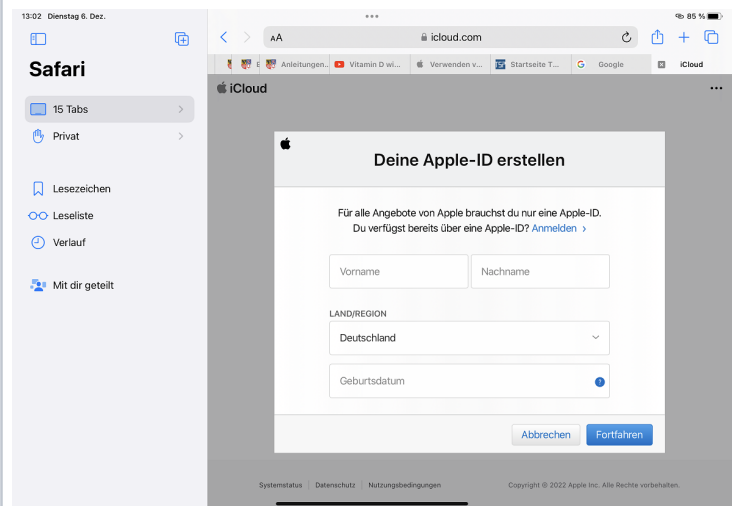 13:02 Dienstag 6. Dez.
85 %
Safari
15 Tabs
Privat
Lesezeichen
Leseliste
Verlauf
Mit dir geteilt
AA
icloud.com
E
Anleitungen..
Vitamin D wi...
Verwenden v...
Startseite T...
Google
iCloud
iCloud
Deine Apple-ID erstellen
Für alle Angebote von Apple brauchst du nur eine Apple-ID.
Du verfügst bereits über eine Apple-ID? Anmelden
Vorname
Nachname
LAND/REGION
Deutschland
Geburtsdatum
?
Abbrechen
Fortfahren
Systemstatus
Datenschutz
Nutzungsbedingungen
Copyright © 2022 Apple Inc. Alle Rechte vorbehalten.